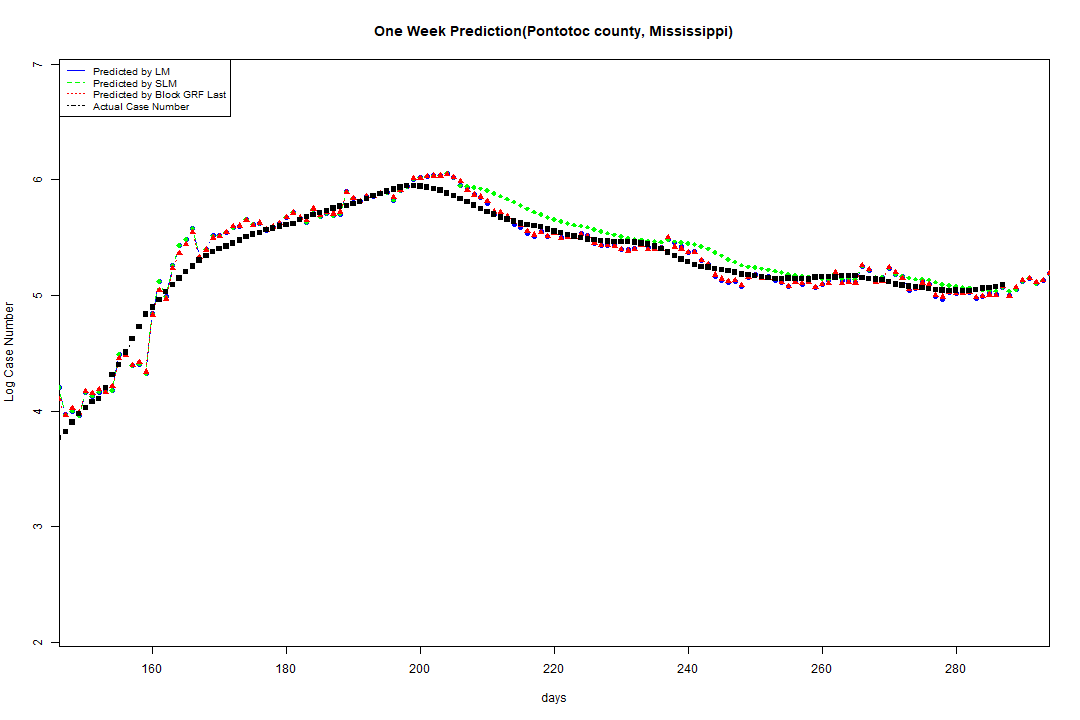 One Week Prediction(Pontotoc county, Mississippi)
Predicted by LM
Predicted by SLM
Predicted by Block GRF Last
Actual Case Number
7
6
5
4
3
2
Log Case Number
160 180 200 220 240 260 280
days